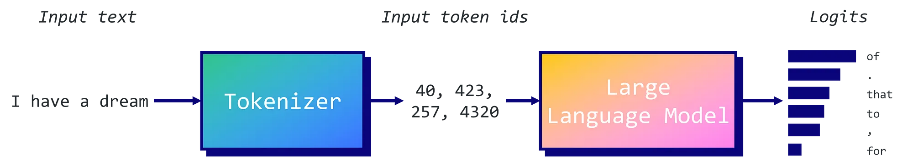 Input text
Input token ids
Logits
I have a dream
Tokenizer
40, 423,
257, 4320
Large
Language Model
of
.
that
to
,
for